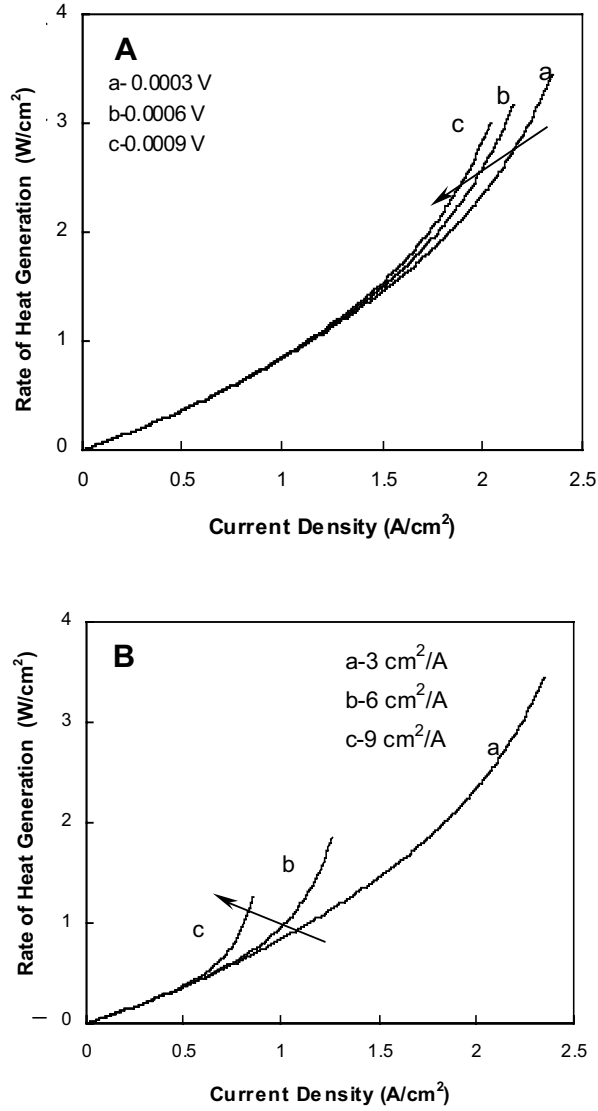 4
A
a- 0.0003 V
b-0.0006 V
c-0.0009 V
a
b
c
3
2
1
0
Rate of Heat Generation (W/cm²)
0 0.5 1 1.5 2 2.5
Current Density (A/cm²)
4
B
a-3 cm²/A
b-6 cm²/A
c-9 cm²/A
3
a
2
b
1
c
0
Rate of Heat Generation (W/cm²)
0 0.5 1 1.5 2 2.5
Current Density (A/cm²)